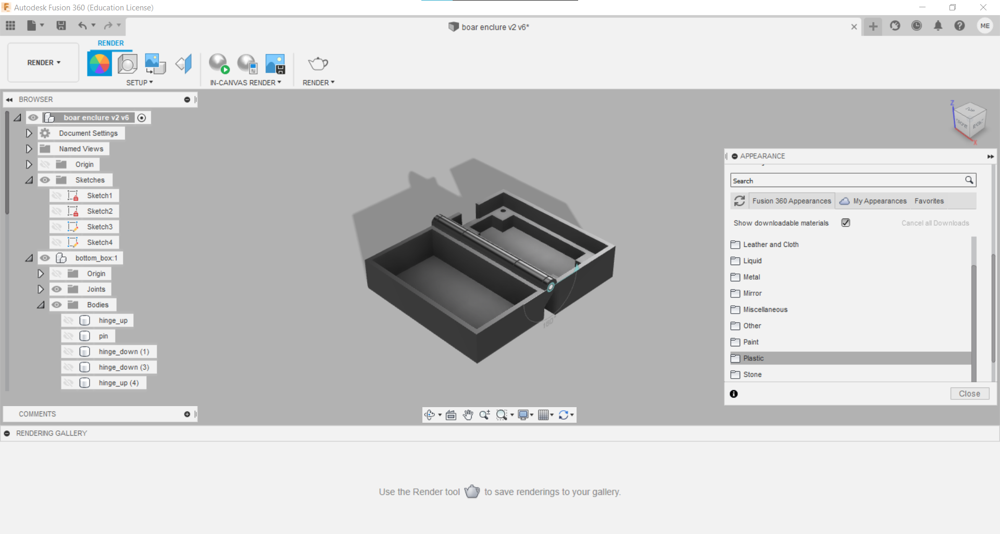 Autodesk Fusion 360 (Education License)
boar enclure v2 v6*
ME
RENDER
RENDER
SETUP
IN-CANVAS RENDER
RENDER
BROWSER
boar enclure v2 v6
Document Settings
Named Views
Origin
Sketches
Sketch1
Sketch2
Sketch3
Sketch4
bottom_box:1
Origin
Joints
Bodies
hinge_up
pin
hinge_down (1)
hinge_down (3)
hinge_up (4)
COMMENTS
Z
TOP
FRONT
RIGHT
X
180°
APPEARANCE
Search
Fusion 360 Appearances
My Appearances
Favorites
Show downloadable materials
Cancel all Downloads
Leather and Cloth
Liquid
Metal
Mirror
Miscellaneous
Other
Paint
Plastic
Stone
Close
RENDERING GALLERY
Use the Render tool to save renderings to your gallery.